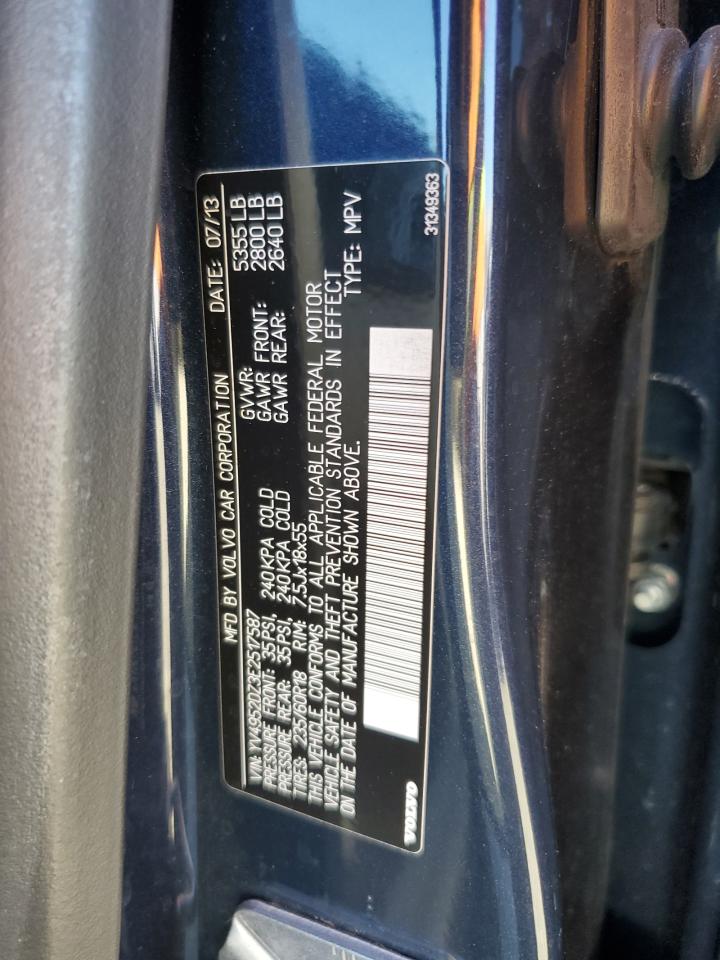 MFD BY VOLVO CAR CORPORATION DATE: 07/13
VIN: YV4952DZ3E2517587 GVWR: 5355 LB
PRESSURE FRONT: 35PSI, 240KPA COLD GAWR FRONT: 2800 LB
PRESSURE REAR: 35PSI, 240KPA COLD GAWR REAR: 2640 LB
TIRES: 235/60R18 RIM: 7.5Jx18x55
THIS VEHICLE CONFORMS TO ALL APPLICABLE FEDERAL MOTOR
VEHICLE SAFETY AND THEFT PREVENTION STANDARDS IN EFFECT
ON THE DATE OF MANUFACTURE SHOWN ABOVE. TYPE: MPV
VOLVO 31349363